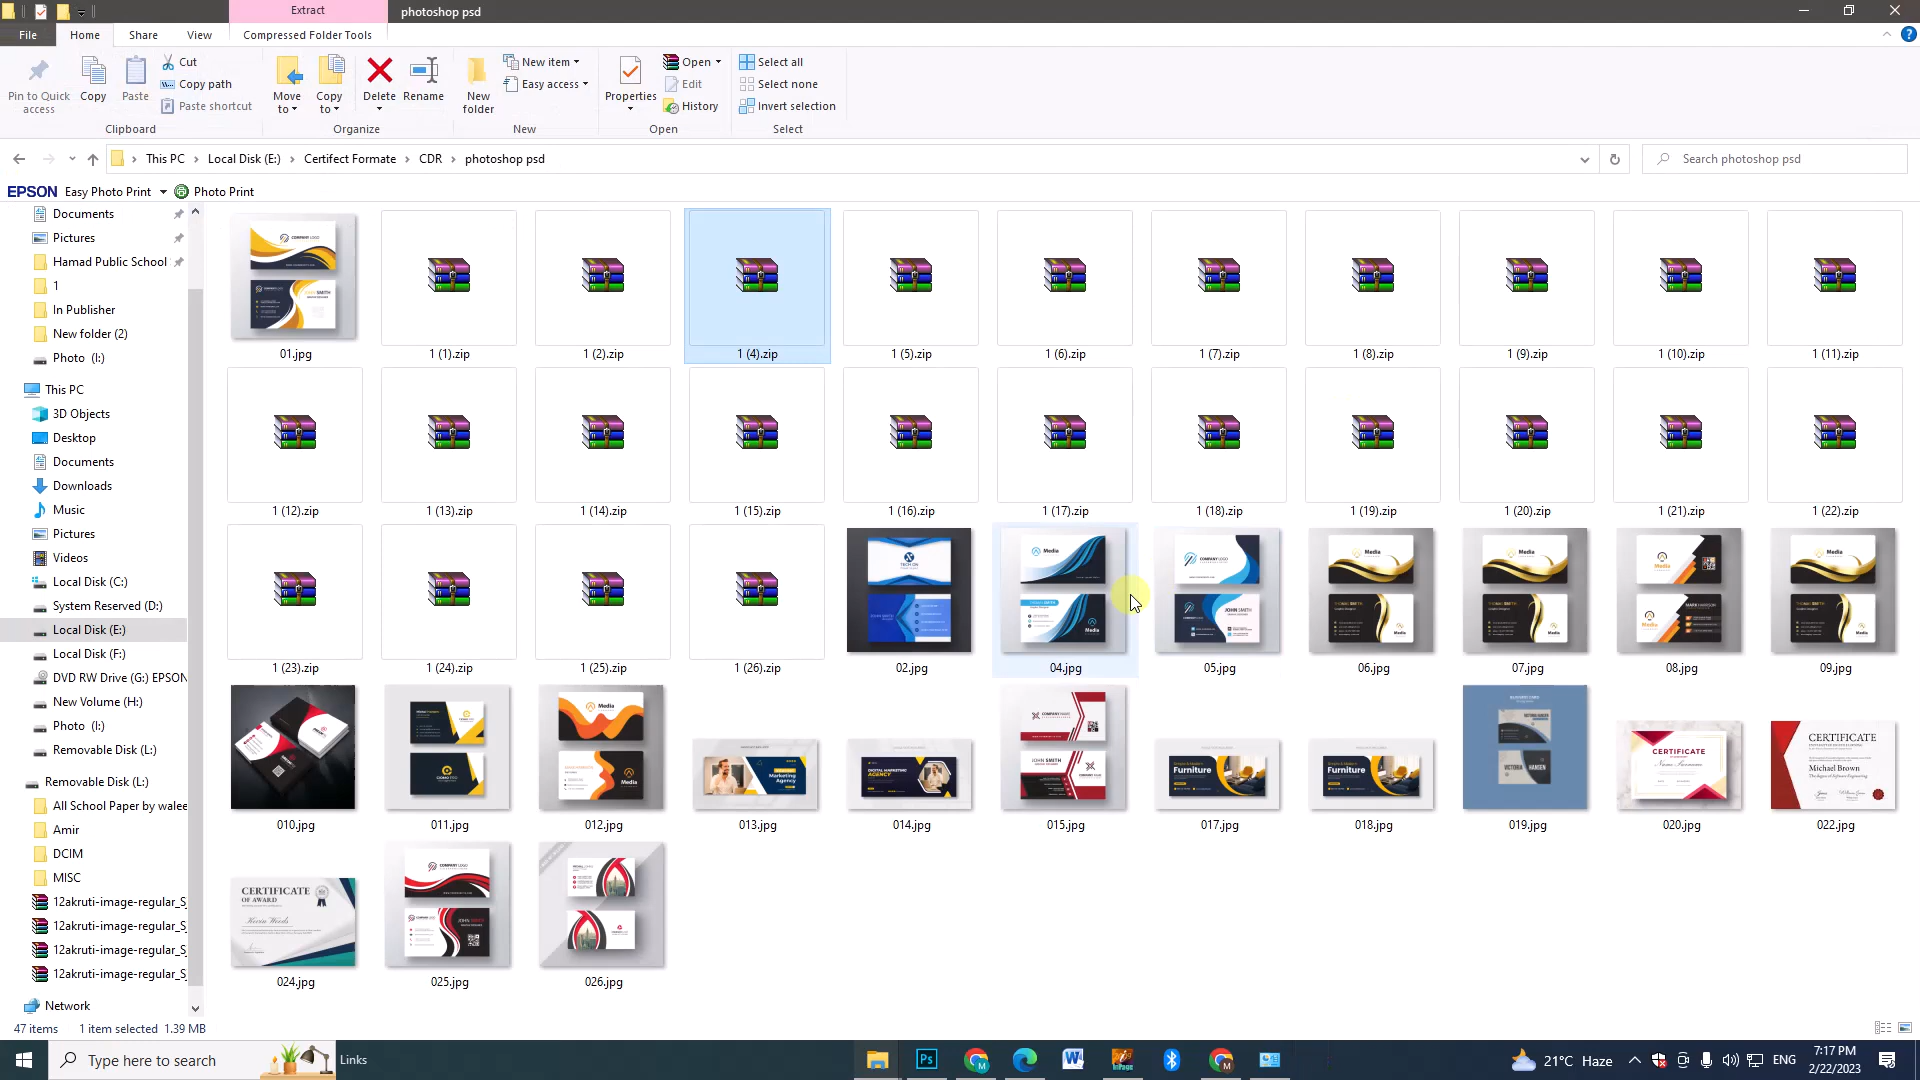 Extract
photoshop psd
File
Home
Share
View
Compressed Folder Tools
Pin to Quick access
Copy
Paste
Cut
Copy path
Paste shortcut
Clipboard
Move to
Copy to
Delete
Rename
Organize
New folder
New item
Easy access
New
Properties
Open
Edit
History
Open
Select all
Select none
Invert selection
Select
This PC
Local Disk (E:)
Certifect Formate
CDR
photoshop psd
Search photoshop psd
EPSON Easy Photo Print
Photo Print
Documents
Pictures
Hamad Public School
1
In Publisher
New folder (2)
Photo (I:)
This PC
3D Objects
Desktop
Documents
Downloads
Music
Pictures
Videos
Local Disk (C:)
System Reserved (D:)
Local Disk (E:)
Local Disk (F:)
DVD RW Drive (G:) EPSON
New Volume (H:)
Photo (I:)
Removable Disk (L:)
Removable Disk (L:)
All School Paper by walee
Amir
DCIM
MISC
12akruti-image-regular_S
12akruti-image-regular_S
12akruti-image-regular_S
12akruti-image-regular_S
Network
01.jpg
1 (1).zip
1 (2).zip
1 (4).zip
1 (5).zip
1 (6).zip
1 (7).zip
1 (8).zip
1 (9).zip
1 (10).zip
1 (11).zip
1 (12).zip
1 (13).zip
1 (14).zip
1 (15).zip
1 (16).zip
1 (17).zip
1 (18).zip
1 (19).zip
1 (20).zip
1 (21).zip
1 (22).zip
1 (23).zip
1 (24).zip
1 (25).zip
1 (26).zip
02.jpg
04.jpg
05.jpg
06.jpg
07.jpg
08.jpg
09.jpg
Media
Media
Media
Media
Marketing
Agency
Furniture
Furniture
CERTIFICATE
CERTIFICATE
Michael Brown
010.jpg
011.jpg
012.jpg
013.jpg
014.jpg
015.jpg
017.jpg
018.jpg
019.jpg
020.jpg
022.jpg
CERTIFICATE
OF AWARD
024.jpg
025.jpg
026.jpg
47 items
1 item selected 1.39 MB
Type here to search
Links
Ps
21°C Haze
ENG
7:17 PM
2/22/2023